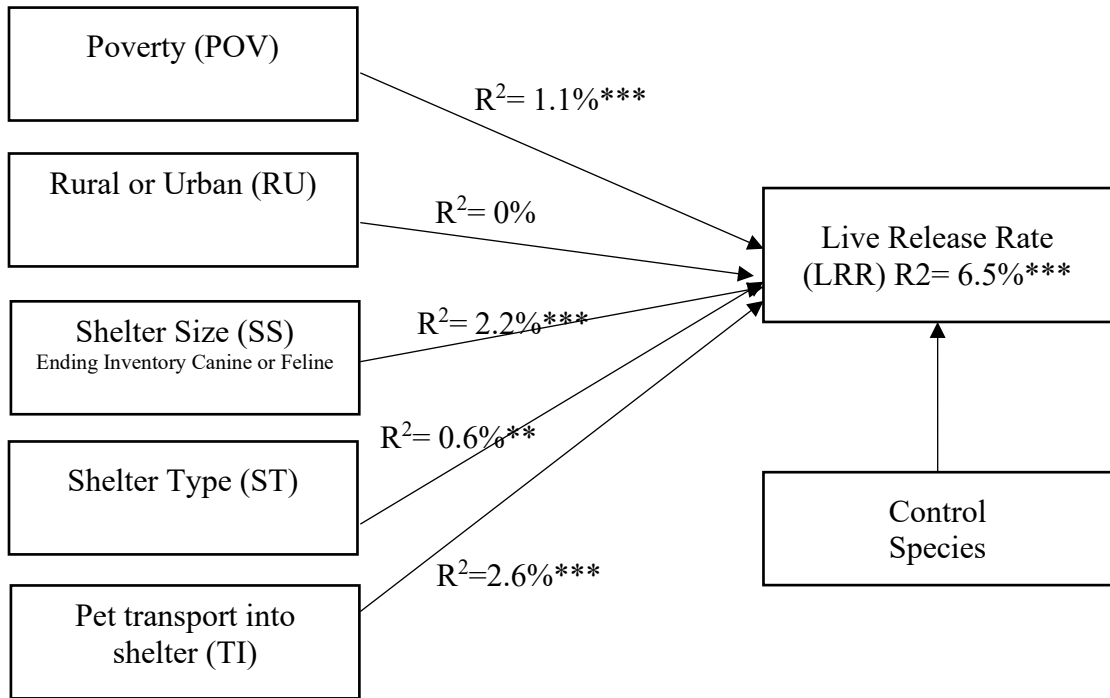 Poverty (POV)
R²= 1.1%***
Rural or Urban (RU)
R²= 0%
Shelter Size (SS)
Ending Inventory Canine or Feline
R²= 2.2%***
Shelter Type (ST)
R²= 0.6%**
Pet transport into
shelter (TI)
R²=2.6%***
Live Release Rate
(LRR) R2= 6.5%***
Control
Species